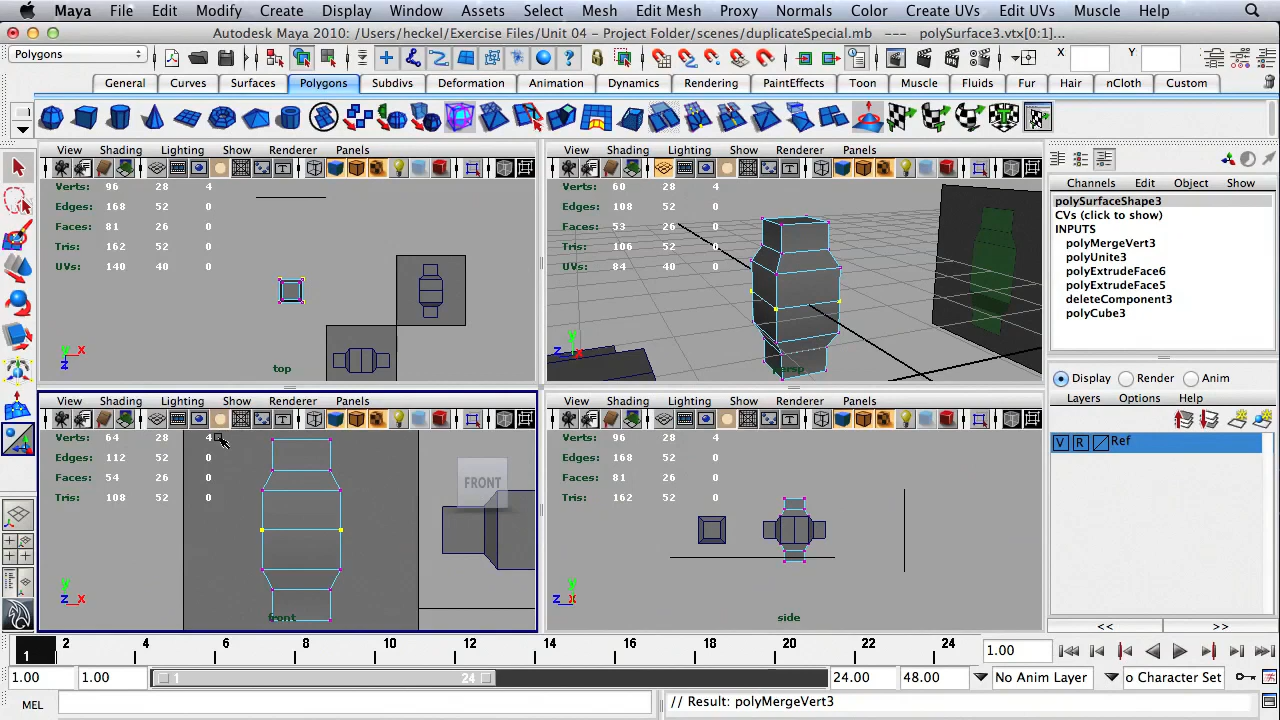 Maya File Edit Modify Create Display Window Assets Select Mesh Edit Mesh Proxy Normals Color Create UVs Edit UVs Muscle Help
Autodesk Maya 2010: /Users/heckel/Exercise Files/Unit 04 - Project Folder/scenes/duplicateSpecial.mb --- polySurface3.vtx[0:1]...
Polygons X: Y:
General Curves Surfaces Polygons Subdivs Deformation Animation Dynamics Rendering PaintEffects Toon Muscle Fluids Fur Hair nCloth Custom
View Shading Lighting Show Renderer Panels
Verts: 96 28 4
Edges: 168 52 0
Faces: 81 26 0
Tris: 162 52 0
UVs: 140 40 0
Y X Z
top
View Shading Lighting Show Renderer Panels
Verts: 60 28 4
Edges: 108 52 0
Faces: 53 26 0
Tris: 106 52 0
UVs: 84 40 0
persp
Channels Edit Object Show
polySurfaceShape3
CVs (click to show)
INPUTS
polyMergeVert3
polyUnite3
polyExtrudeFace6
polyExtrudeFace5
deleteComponent3
polyCube3
View Shading Lighting Show Renderer Panels
Verts: 64 28 4
Edges: 112 52 0
Faces: 54 26 0
Tris: 108 52 0
FRONT
Y Z X
front
View Shading Lighting Show Renderer Panels
Verts: 96 28 4
Edges: 168 52 0
Faces: 81 26 0
Tris: 162 52 0
Y Z X
side
Display Render Anim
Layers Options Help
V R Ref
<< >>
1 2 4 6 8 10 12 14 16 18 20 22 24 1.00
1.00 1.00 1 24 24.00 48.00 No Anim Layer o Character Set
MEL // Result: polyMergeVert3